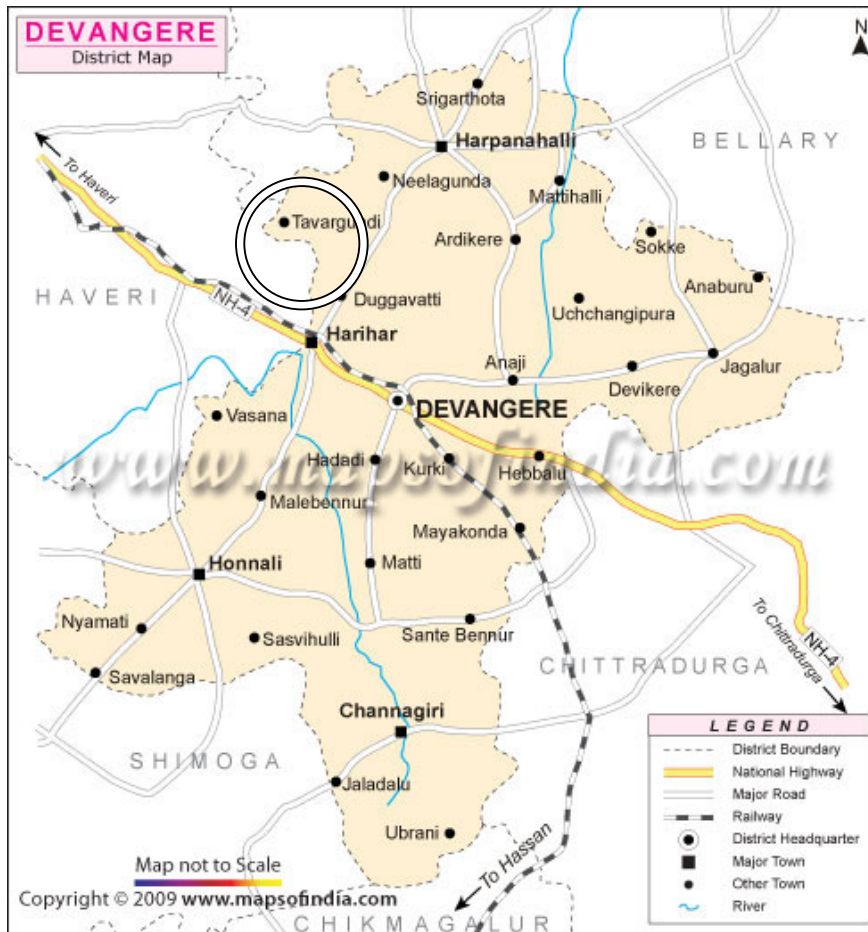 DEVANGERE
District Map
N
Srigarthota
Harpanahalli
BELLARY
To Haveri
Neelagunda
Mattihalli
Tavargundi
Ardikere
Sokke
Anaburu
HAVERI
NH-4
Duggavatti
Uchchangipura
Harihar
Anaji
Jagalur
Devikere
DEVANGERE
Vasana
www.mapsofindia.com
Hadadi
Kurki
Hebbalu
Malebennur
Mayakonda
Honnali
Matti
Nyamati
Sante Bennur
To Chittradurga
NH-4
Sasvihulli
CHITTRADURGA
Savalanga
Channagiri
SHIMOGA
Jaladalu
Ubrani
To Hassan
Map not to Scale
Copyright © 2009 www.mapsofindia.com
CHIKMAGALUR
LEGEND
District Boundary
National Highway
Major Road
Railway
District Headquarter
Major Town
Other Town
River